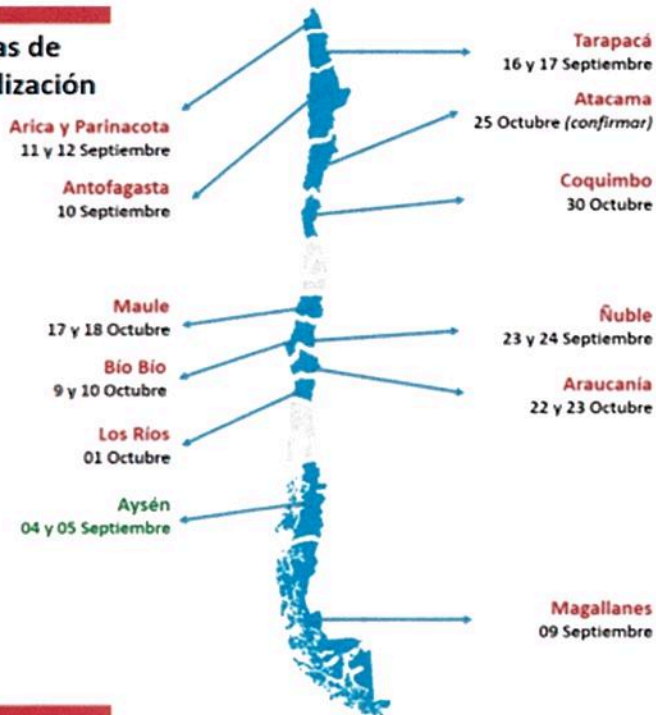 as de
lización
Arica y Parinacota
11 y 12 Septiembre
Antofagasta
10 Septiembre
Maule
17 y 18 Octubre
Bío Bío
9 y 10 Octubre
Los Ríos
01 Octubre
Aysén
04 y 05 Septiembre
Tarapacá
16 y 17 Septiembre
Atacama
25 Octubre (confirmar)
Coquimbo
30 Octubre
Ñuble
23 y 24 Septiembre
Araucanía
22 y 23 Octubre
Magallanes
09 Septiembre